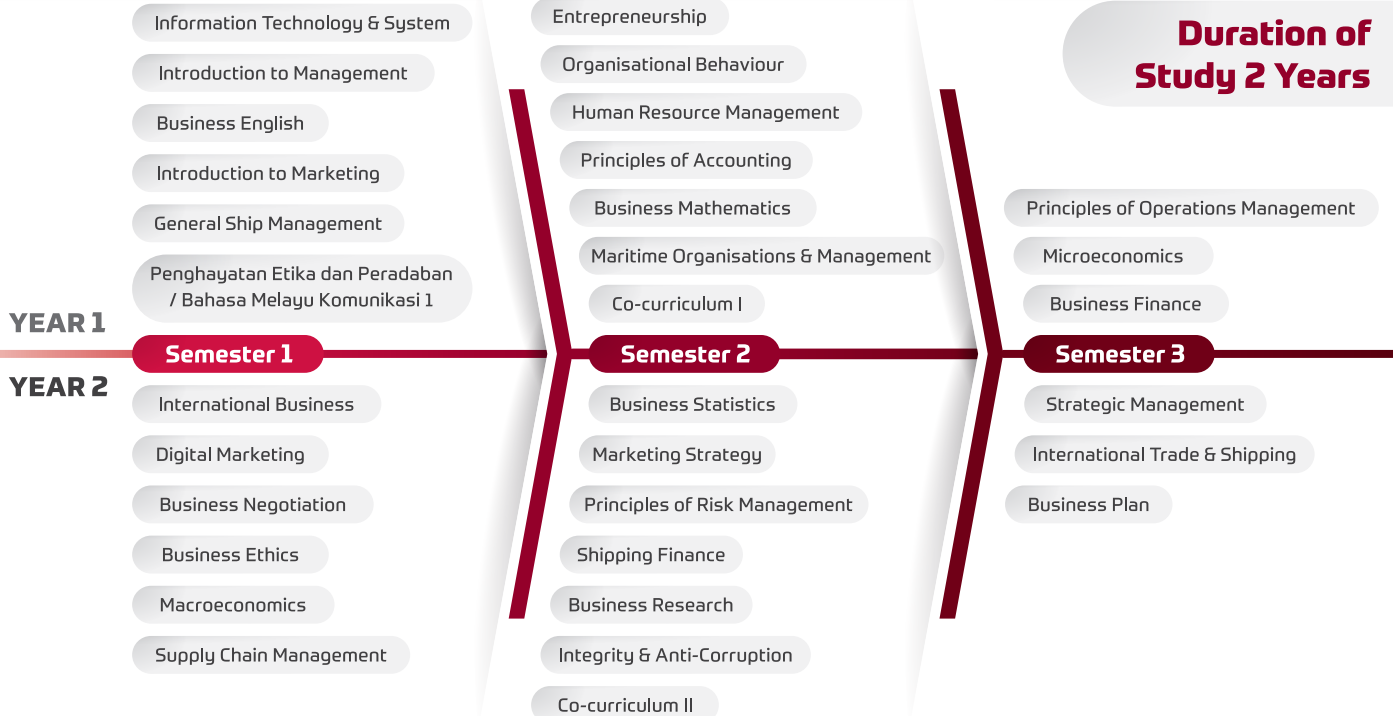 Duration of
Study 2 Years
YEAR 1
Semester 1
Information Technology & System
Introduction to Management
Business English
Introduction to Marketing
General Ship Management
Penghayatan Etika dan Peradaban
/ Bahasa Melayu Komunikasi 1
Semester 2
Entrepreneurship
Organisational Behaviour
Human Resource Management
Principles of Accounting
Business Mathematics
Maritime Organisations & Management
Co-curriculum I
Semester 3
Principles of Operations Management
Microeconomics
Business Finance
YEAR 2
International Business
Digital Marketing
Business Negotiation
Business Ethics
Macroeconomics
Supply Chain Management
Business Statistics
Marketing Strategy
Principles of Risk Management
Shipping Finance
Business Research
Integrity & Anti-Corruption
Co-curriculum II
Strategic Management
International Trade & Shipping
Business Plan